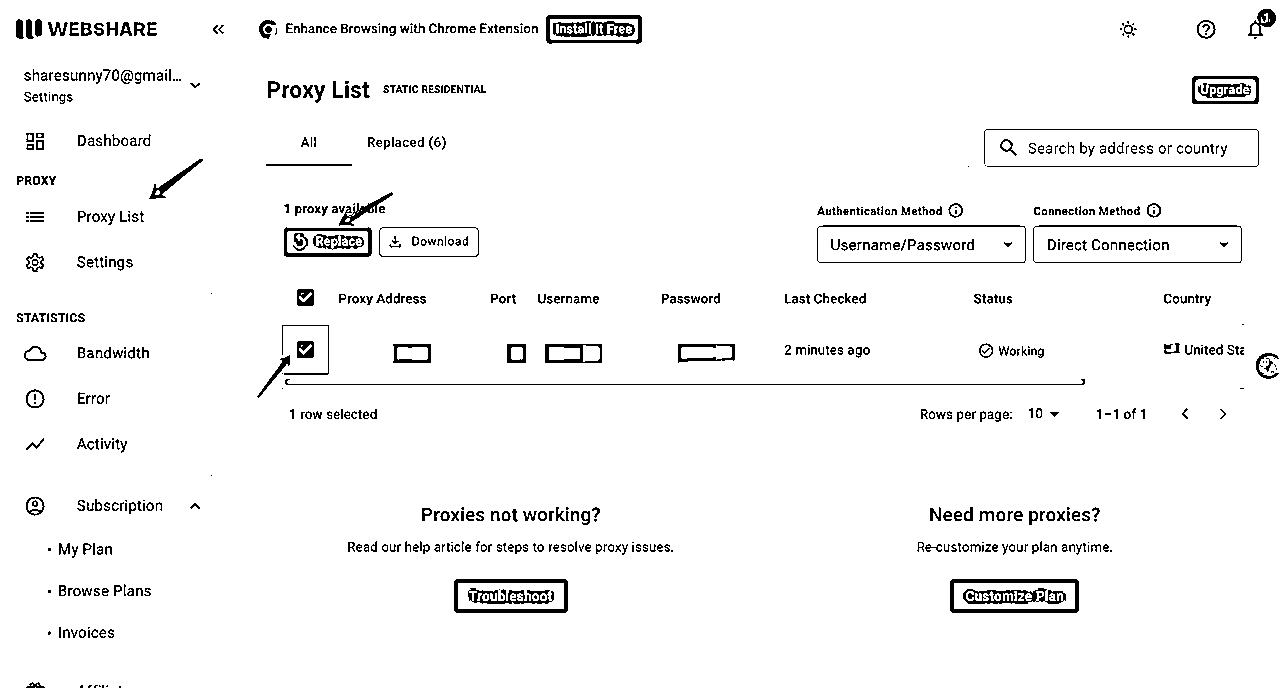 WEBSHARE
Enhance Browsing with Chrome Extension Install It Free
sharesunny70@gmail...
Settings
Proxy List STATIC RESIDENTIAL
Upgrade
Dashboard
All Replaced (6)
Search by address or country
PROXY
Proxy List
Settings
1 proxy available
Replace Download
Authentication Method
Username/Password
Connection Method
Direct Connection
Proxy Address Port Username Password Last Checked Status Country
2 minutes ago Working United Sta
1 row selected
Rows per page: 10 1–1 of 1
STATISTICS
Bandwidth
Error
Activity
Subscription
• My Plan
• Browse Plans
• Invoices
Proxies not working?
Read our help article for steps to resolve proxy issues.
Troubleshoot
Need more proxies?
Re-customize your plan anytime.
Customize Plan